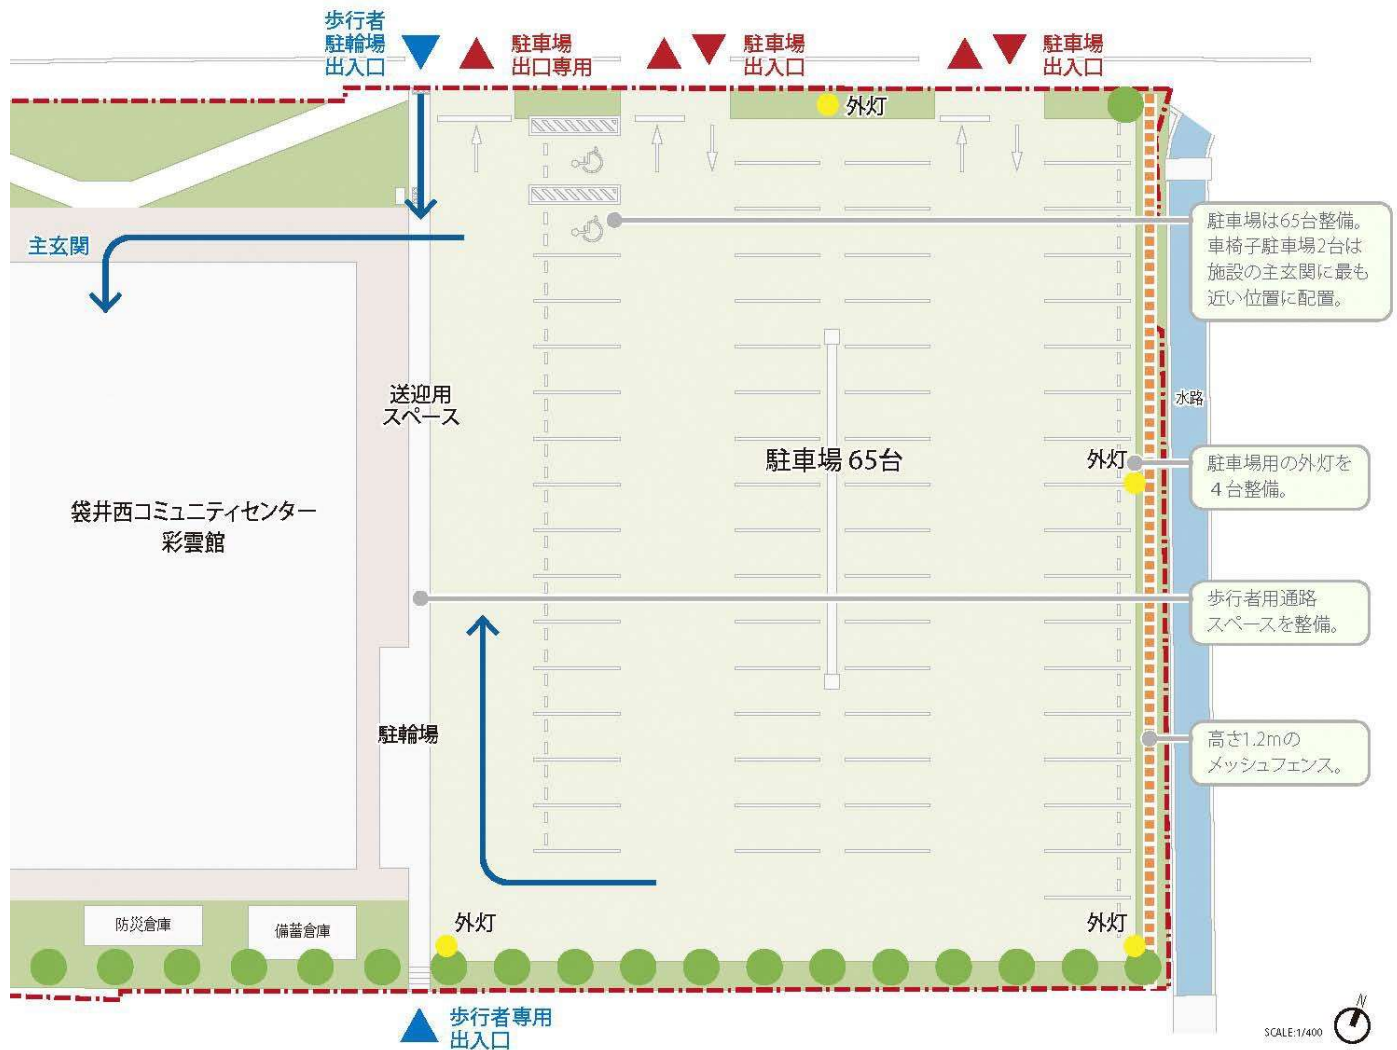 歩行者
駐輪場
出入口
駐車場
出口専用
駐車場
出入口
駐車場
出入口
外灯
主玄関
駐車場は65台整備。
車椅子駐車場2台は
施設の主玄関に最も
近い位置に配置。
送迎用
スペース
水路
駐車場 65台
外灯
駐車場用の外灯を
4台整備。
袋井西コミュニティセンター
彩雲館
歩行者用通路
スペースを整備。
駐輪場
高さ1.2mの
メッシュフェンス。
防災倉庫
備蓄倉庫
外灯
外灯
歩行者専用
出入口
SCALE:1/400
N